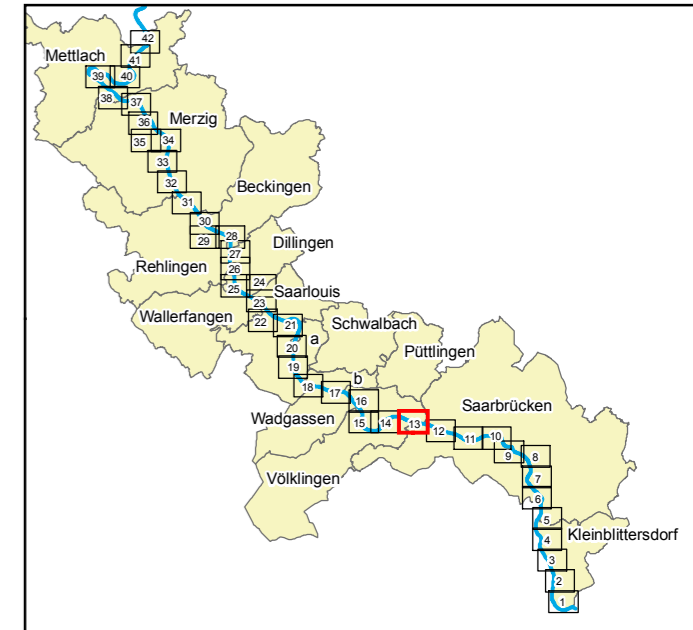 42
41
Mettlach
39
40
38
37
36
Merzig
35
34
33
32
Beckingen
31
30
29
28
Dillingen
27
Rehlingen
26
25
24
Saarlouis
23
Wallerfangen
22
21
Schwalbach
a
20
Püttlingen
19
b
18
17
16
Saarbrücken
Wadgassen
15
14
13
12
11
10
9
8
Völklingen
7
6
5
Kleinblittersdorf
4
3
2
1